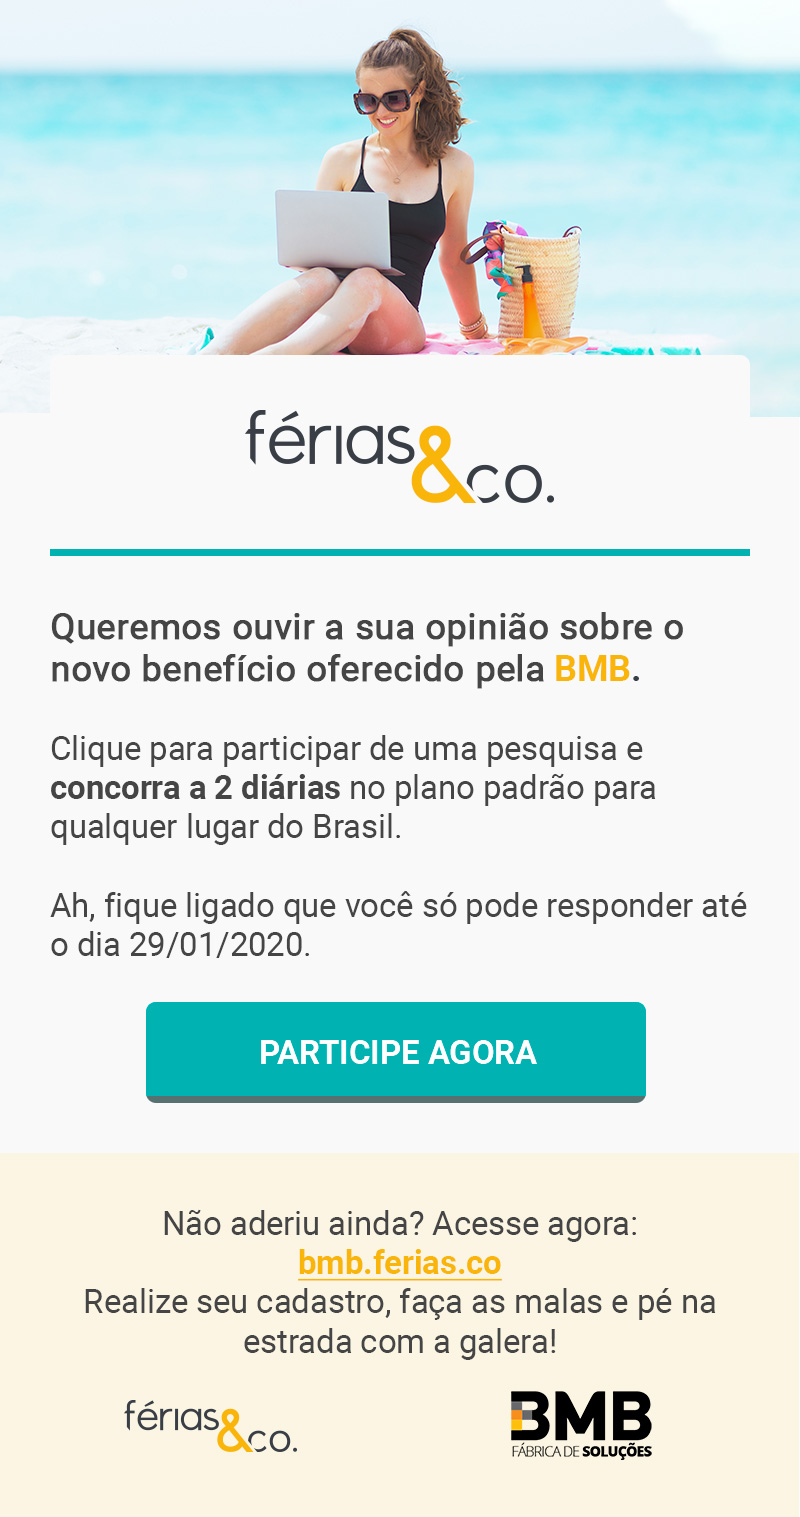 férias&co.
Queremos ouvir a sua opinião sobre o
novo benefício oferecido pela BMB.
Clique para participar de uma pesquisa e
concorra a 2 diárias no plano padrão para
qualquer lugar do Brasil.
Ah, fique ligado que você só pode responder até
o dia 29/01/2020.
PARTICIPE AGORA
Não aderiu ainda? Acesse agora:
bmb.ferias.co
Realize seu cadastro, faça as malas e pé na
estrada com a galera!
férias&co.
BMB
FÁBRICA DE SOLUÇÕES